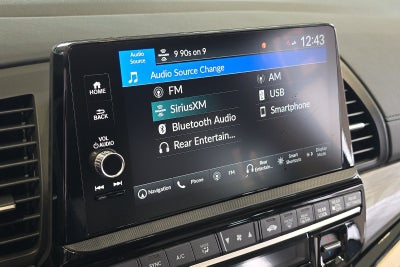 Audio
Source
9 90s on 9
12:43
Audio Source Change
HOME
BACK
VOL
AUDIO
FM
AM
SiriusXM
USB
Bluetooth Audio
Smartphone
Rear Entertain...
Navigation
Phone
FM
Rear
Entertain...
Smart
Shortcuts
Display
Mode
SYNC
A/C